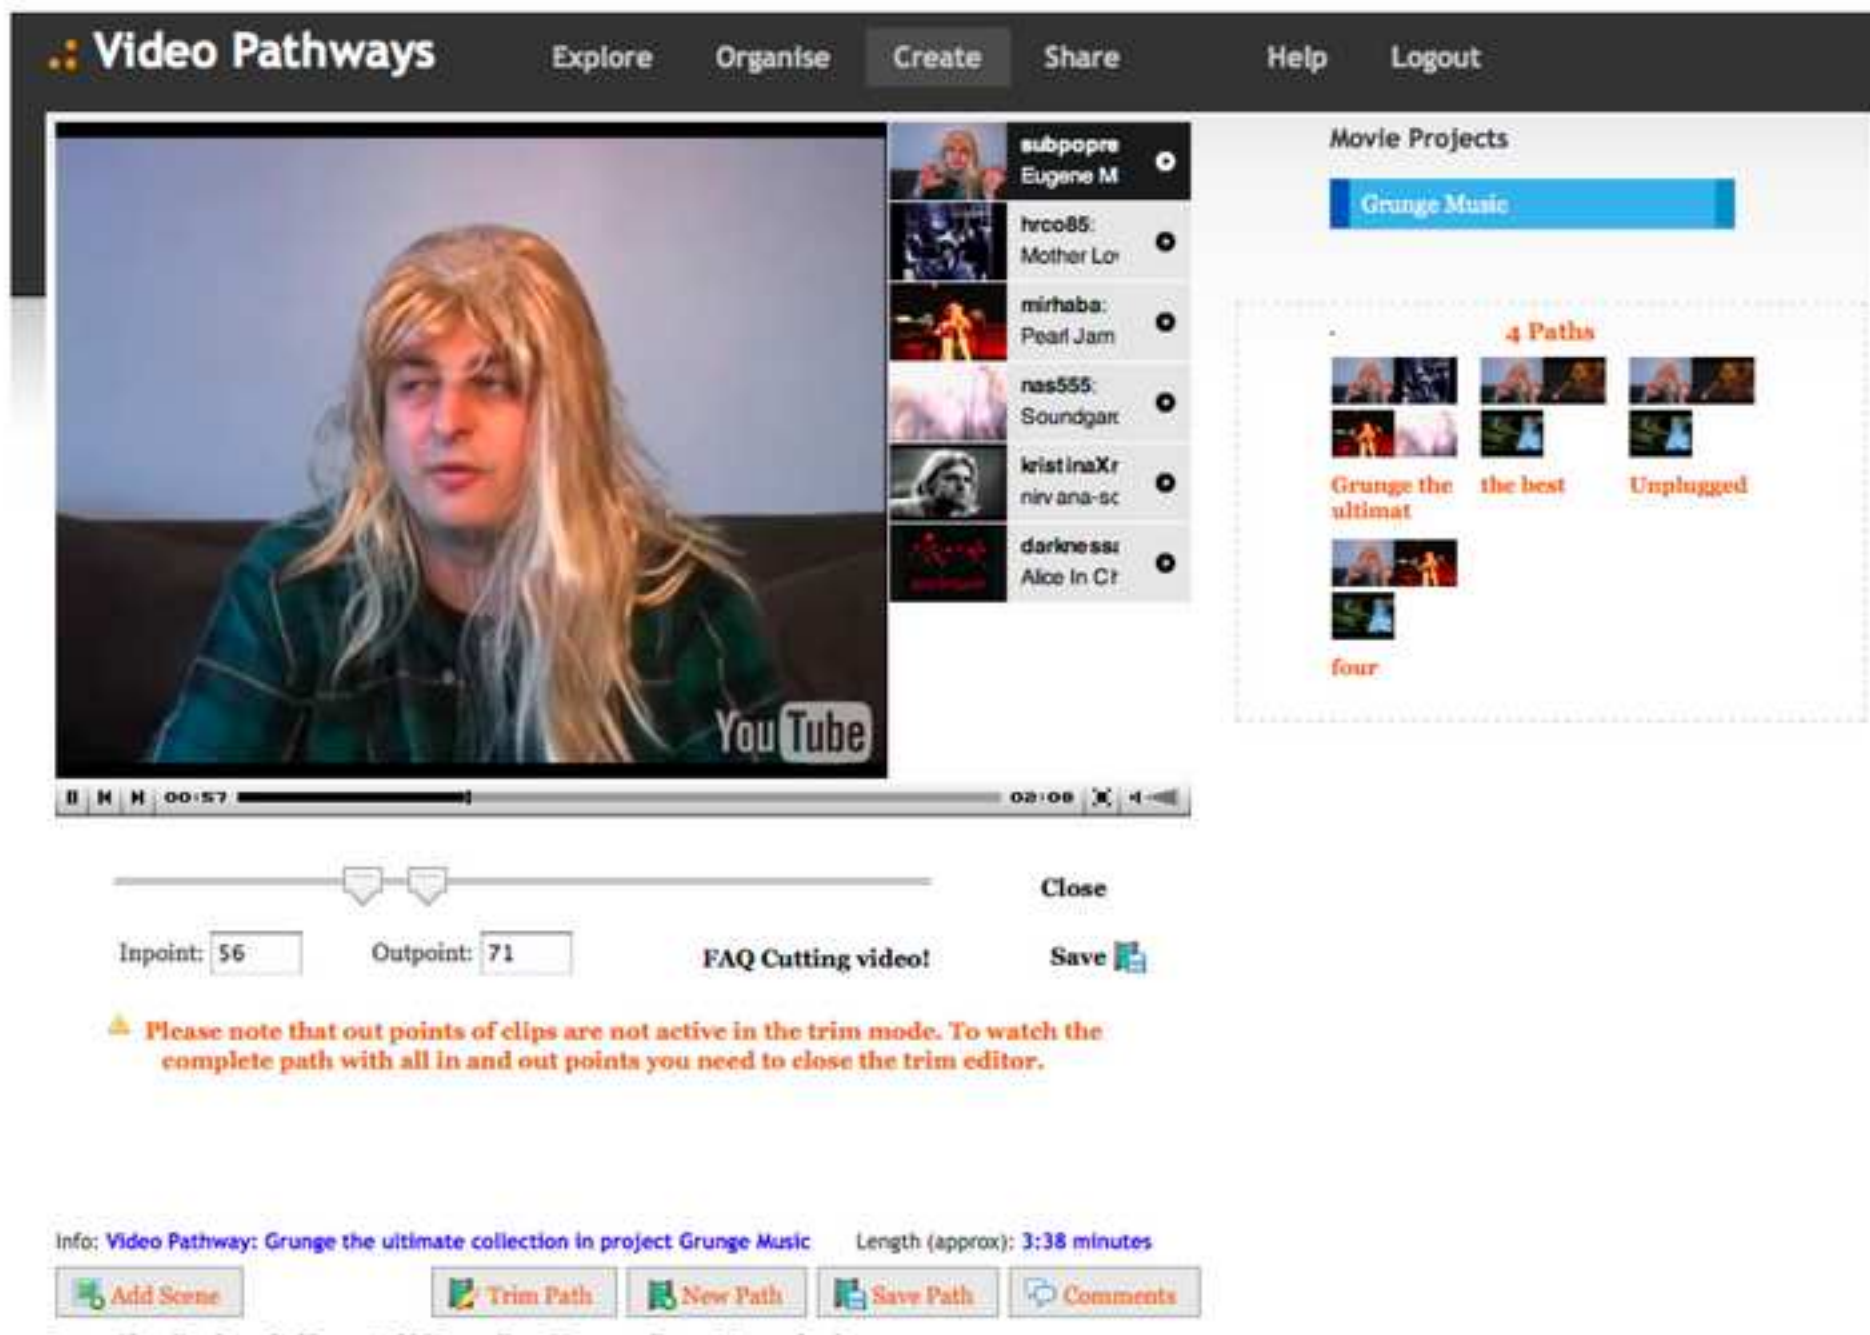 .: Video Pathways
Explore
Organise
Create
Share
Help
Logout
subpopre
Eugene M
hrco85:
Mother Lo
mirhaba:
Pearl Jam
nas555:
Soundgard
kristinaXr
nirvana-sc
darkness
Alice In Ch
YouTube
00:57
02:08
Movie Projects
Grunge Music
4 Paths
Grunge the
ultimat
the best
Unplugged
four
Close
Inpoint: 56
Outpoint: 71
FAQ Cutting video!
Save
Please note that out points of clips are not active in the trim mode. To watch the
complete path with all in and out points you need to close the trim editor.
Info: Video Pathway: Grunge the ultimate collection in project Grunge Music
Length (approx): 3:38 minutes
Add Scene
Trim Path
New Path
Save Path
Comments